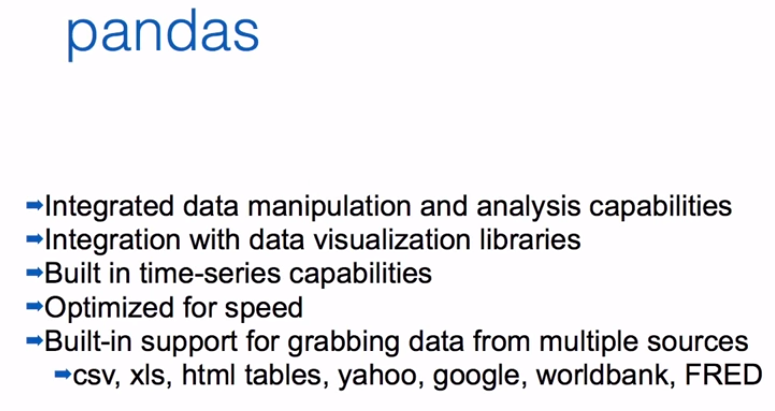 pandas
➡Integrated data manipulation and analysis capabilities
➡Integration with data visualization libraries
➡Built in time-series capabilities
➡Optimized for speed
➡Built-in support for grabbing data from multiple sources
➡csv, xls, html tables, yahoo, google, worldbank, FRED